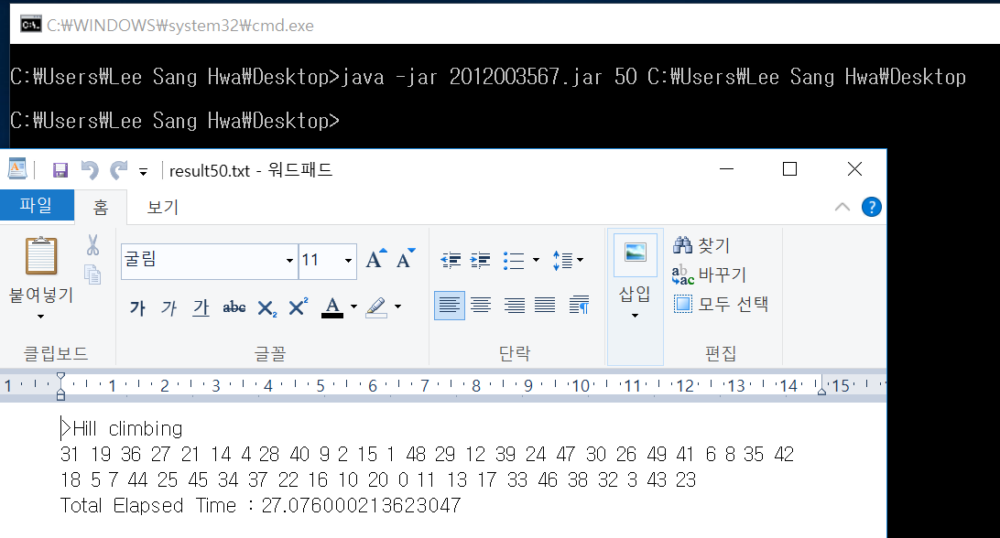 C:\WINDOWS\system32\cmd.exe
C:₩Users₩Lee Sang Hwa₩Desktop>java -jar 2012003567.jar 50 C:₩Users₩Lee Sang Hwa₩Desktop
C:₩Users₩Lee Sang Hwa₩Desktop>
result50.txt - 워드패드
파일 홈 보기
?
굴림 11 A A
찾기
바꾸기
모두 선택
붙여넣기
가 가 가 abc X₂ X² A
삽입
클립보드 글꼴 단락 편집
1 1 2 3 4 5 6 7 8 9 10 11 12 13 14 15
>Hill climbing
31 19 36 27 21 14 4 28 40 9 2 15 1 48 29 12 39 24 47 30 26 49 41 6 8 35 42
18 5 7 44 25 45 34 37 22 16 10 20 0 11 13 17 33 46 38 32 3 43 23
Total Elapsed Time : 27.076000213623047